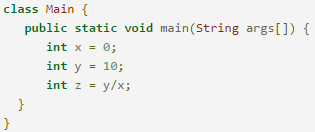 class Main {
   public static void main(String args[]) {
      int x = 0;
      int y = 10;
      int z = y/x;
  }
}